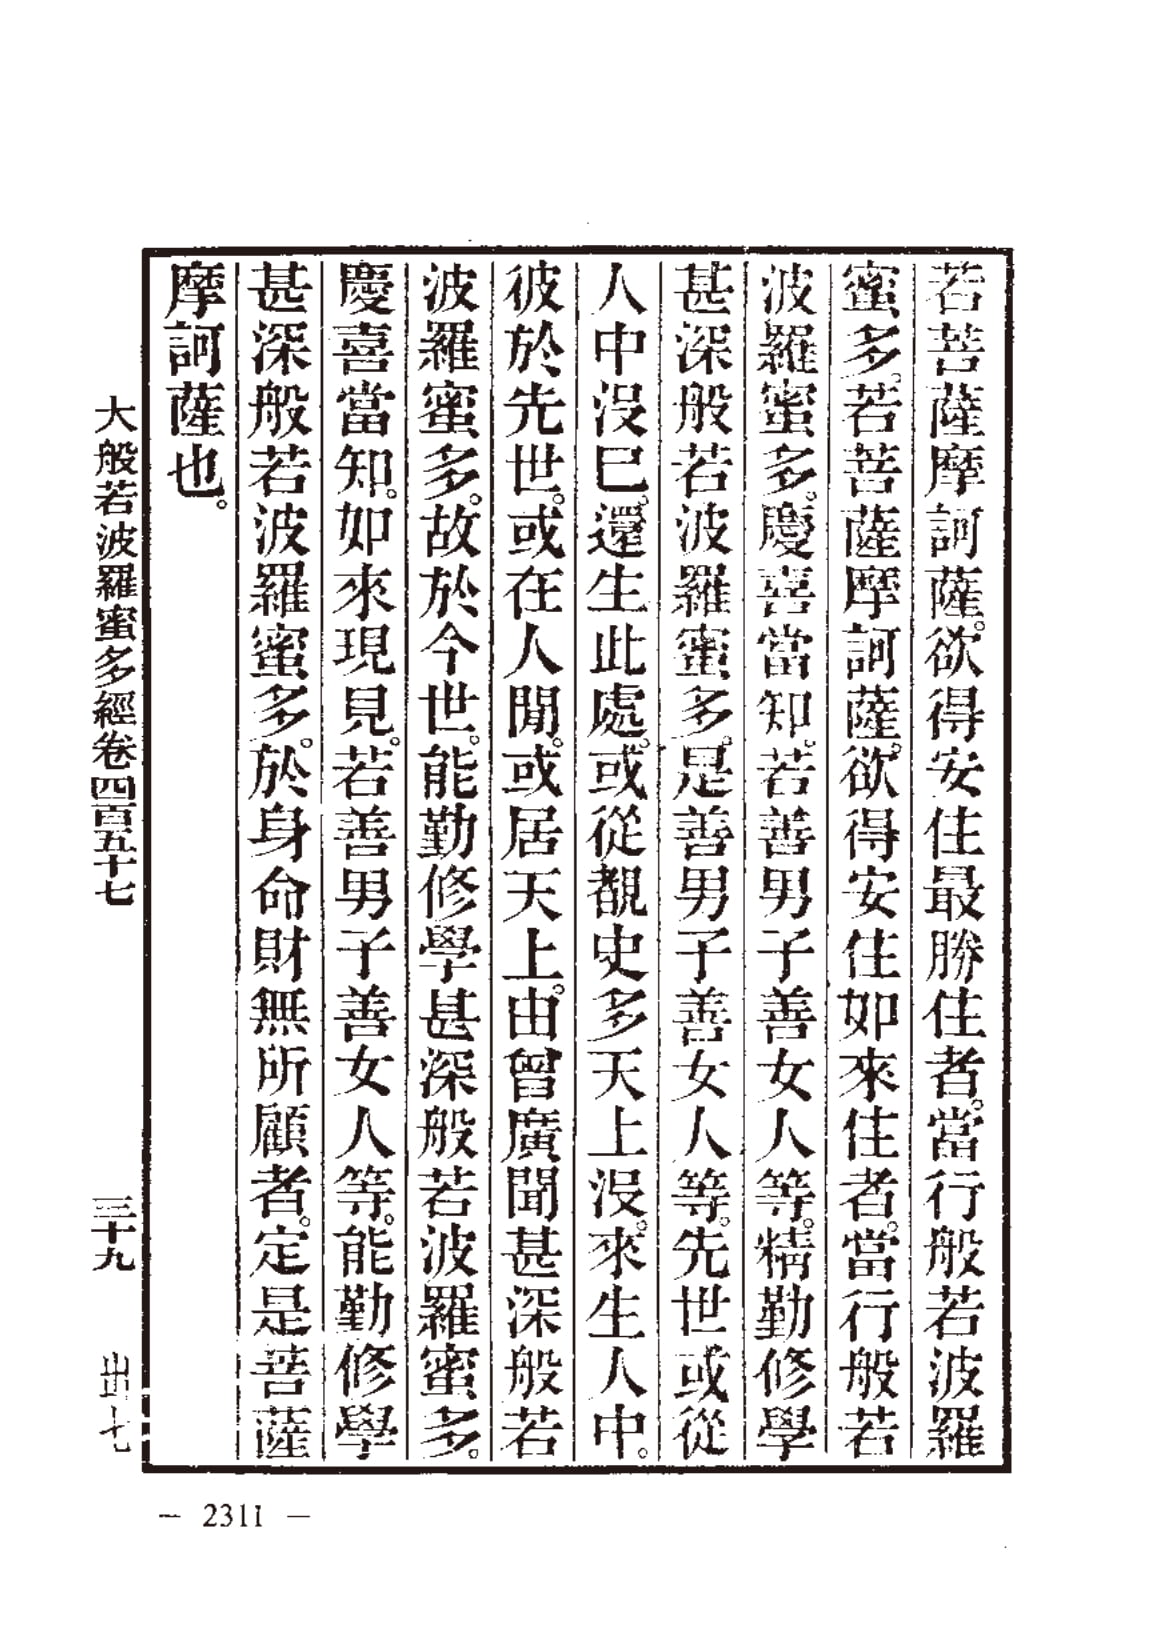 若菩薩摩訶薩。欲得安住最勝住者。當行般若波羅
蜜多。若菩薩摩訶薩。欲得安住如來住者。當行般若
波羅蜜多。慶喜當知。若善男子善女人等。精勤修學
甚深般若波羅蜜多。是善男子善女人等。先世或從
人中沒已。還生此處。或從覩史多天上沒。來生人中。
彼於先世。或在人間。或居天上。由曾廣聞甚深般若
波羅蜜多。故於今世。能勤修學甚深般若波羅蜜多。
慶喜當知。如來現見。若善男子善女人等。能勤修學
甚深般若波羅蜜多。於身命財無所顧者。定是菩薩
摩訶薩也。
大般若波羅蜜多經卷四百五十七 三十九 出七
— 2311 —